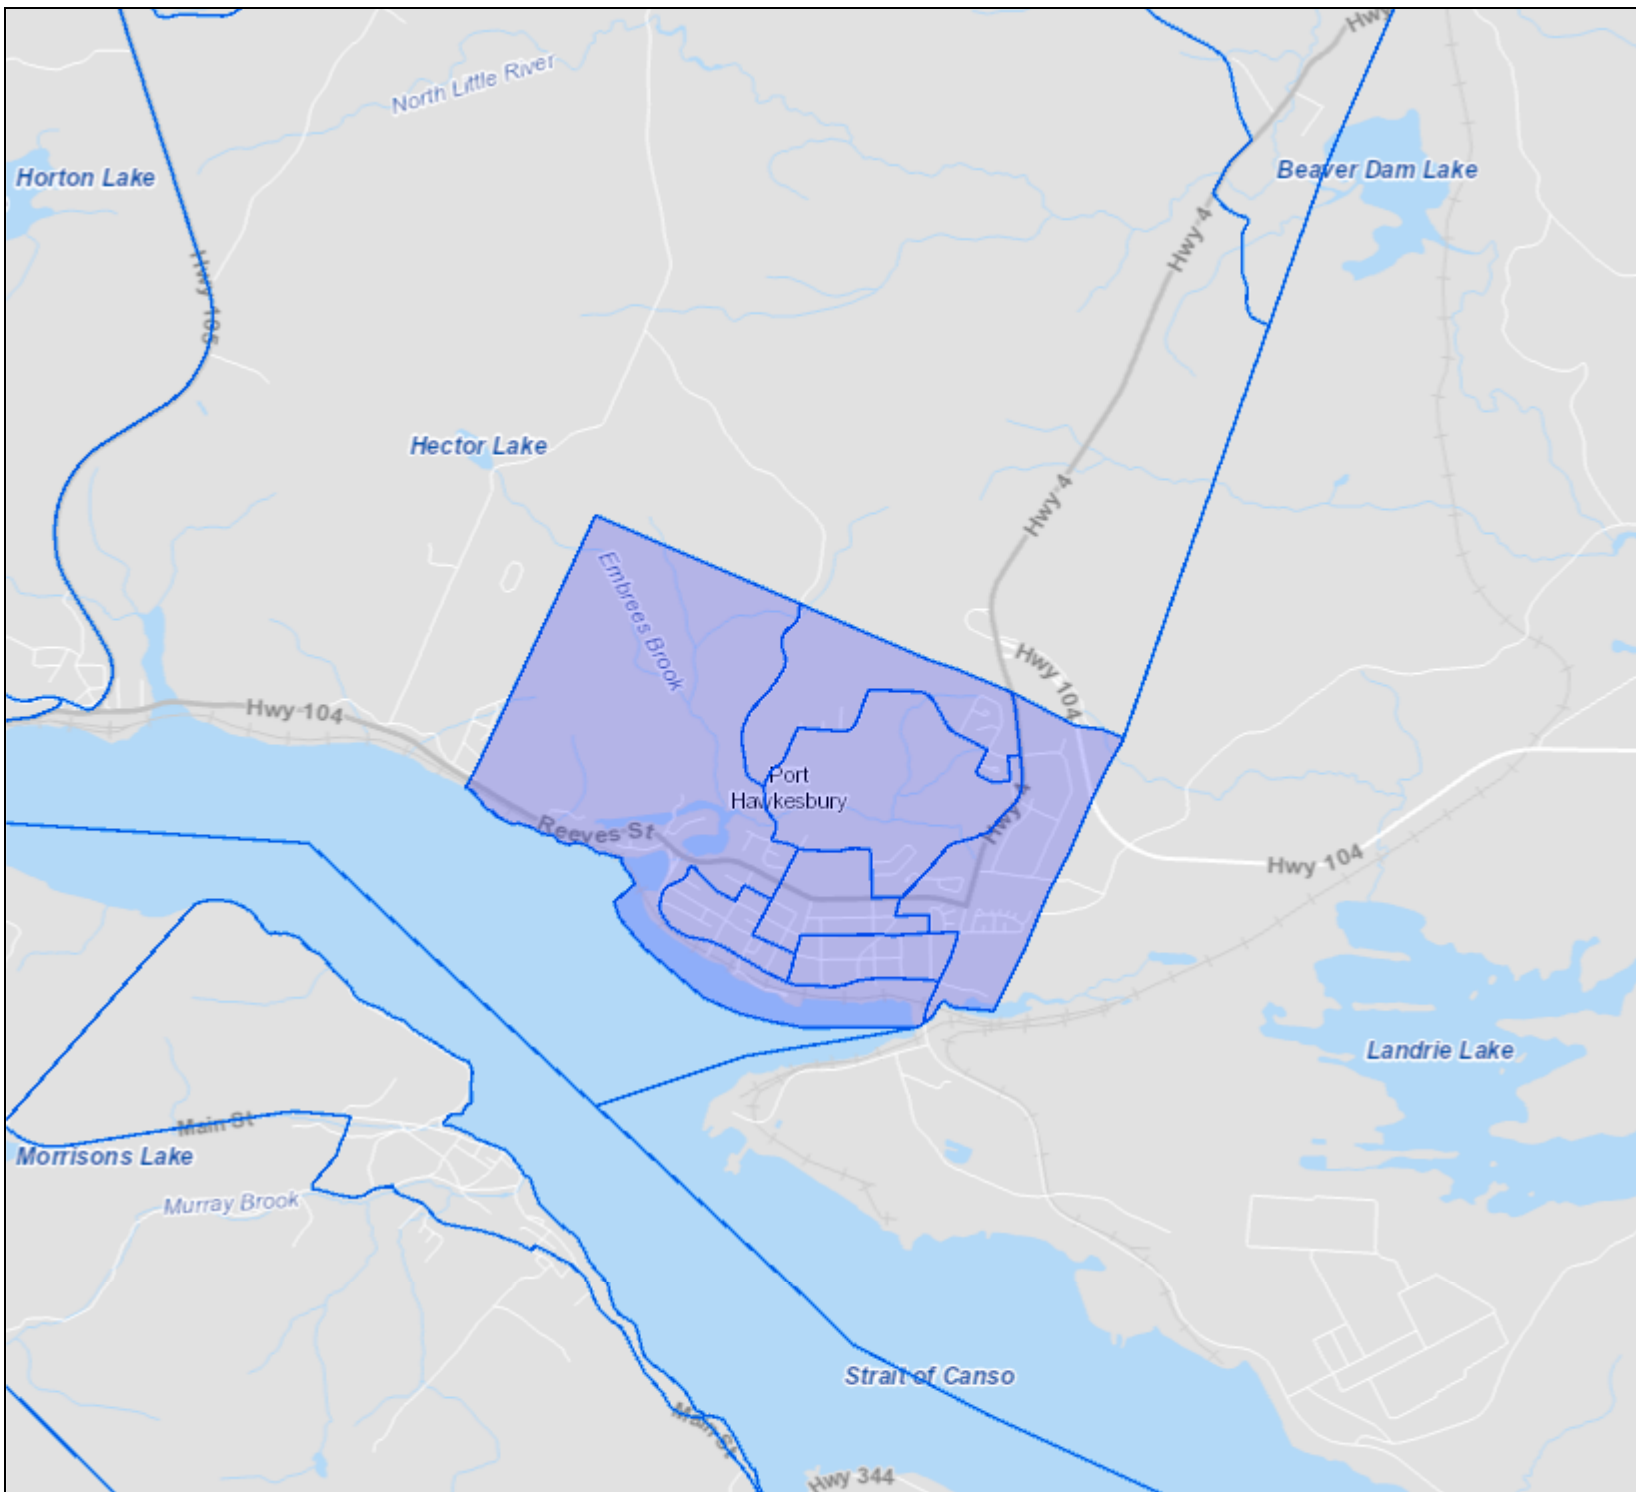 Hwy
North Little River
Beaver Dam Lake
Horton Lake
Hwy 4
Hwy 105
Hector Lake
Hwy 4
Embrees Brook
Hwy 104
Hwy 104
Port
Hawkesbury
Hwy 4
Reeves St
Hwy 104
Landrie Lake
Main St
Morrisons Lake
Murray Brook
Strait of Canso
Main St
Hwy 344